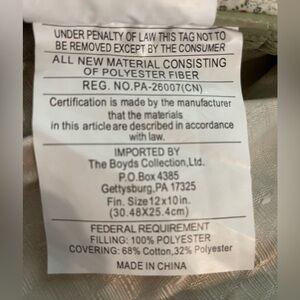 UNDER PENALTY OF LAW THIS TAG NOT TO
BE REMOVED EXCEPT BY THE CONSUMER
ALL NEW MATERIAL CONSISTING
OF POLYESTER FIBER
REG. NO.PA-26007(CN)
Certification is made by the manufacturer
that the materials
in this article are described in accordance
with law.
IMPORTED BY
The Boyds Collection,Ltd.
P.O.Box 4385
Gettysburg,PA 17325
Fin. Size 12x10in.
(30.48X25.4cm)
FEDERAL REQUIREMENT
FILLING: 100% POLYESTER
COVERING: 68% Cotton,32% Polyester
MADE IN CHINA